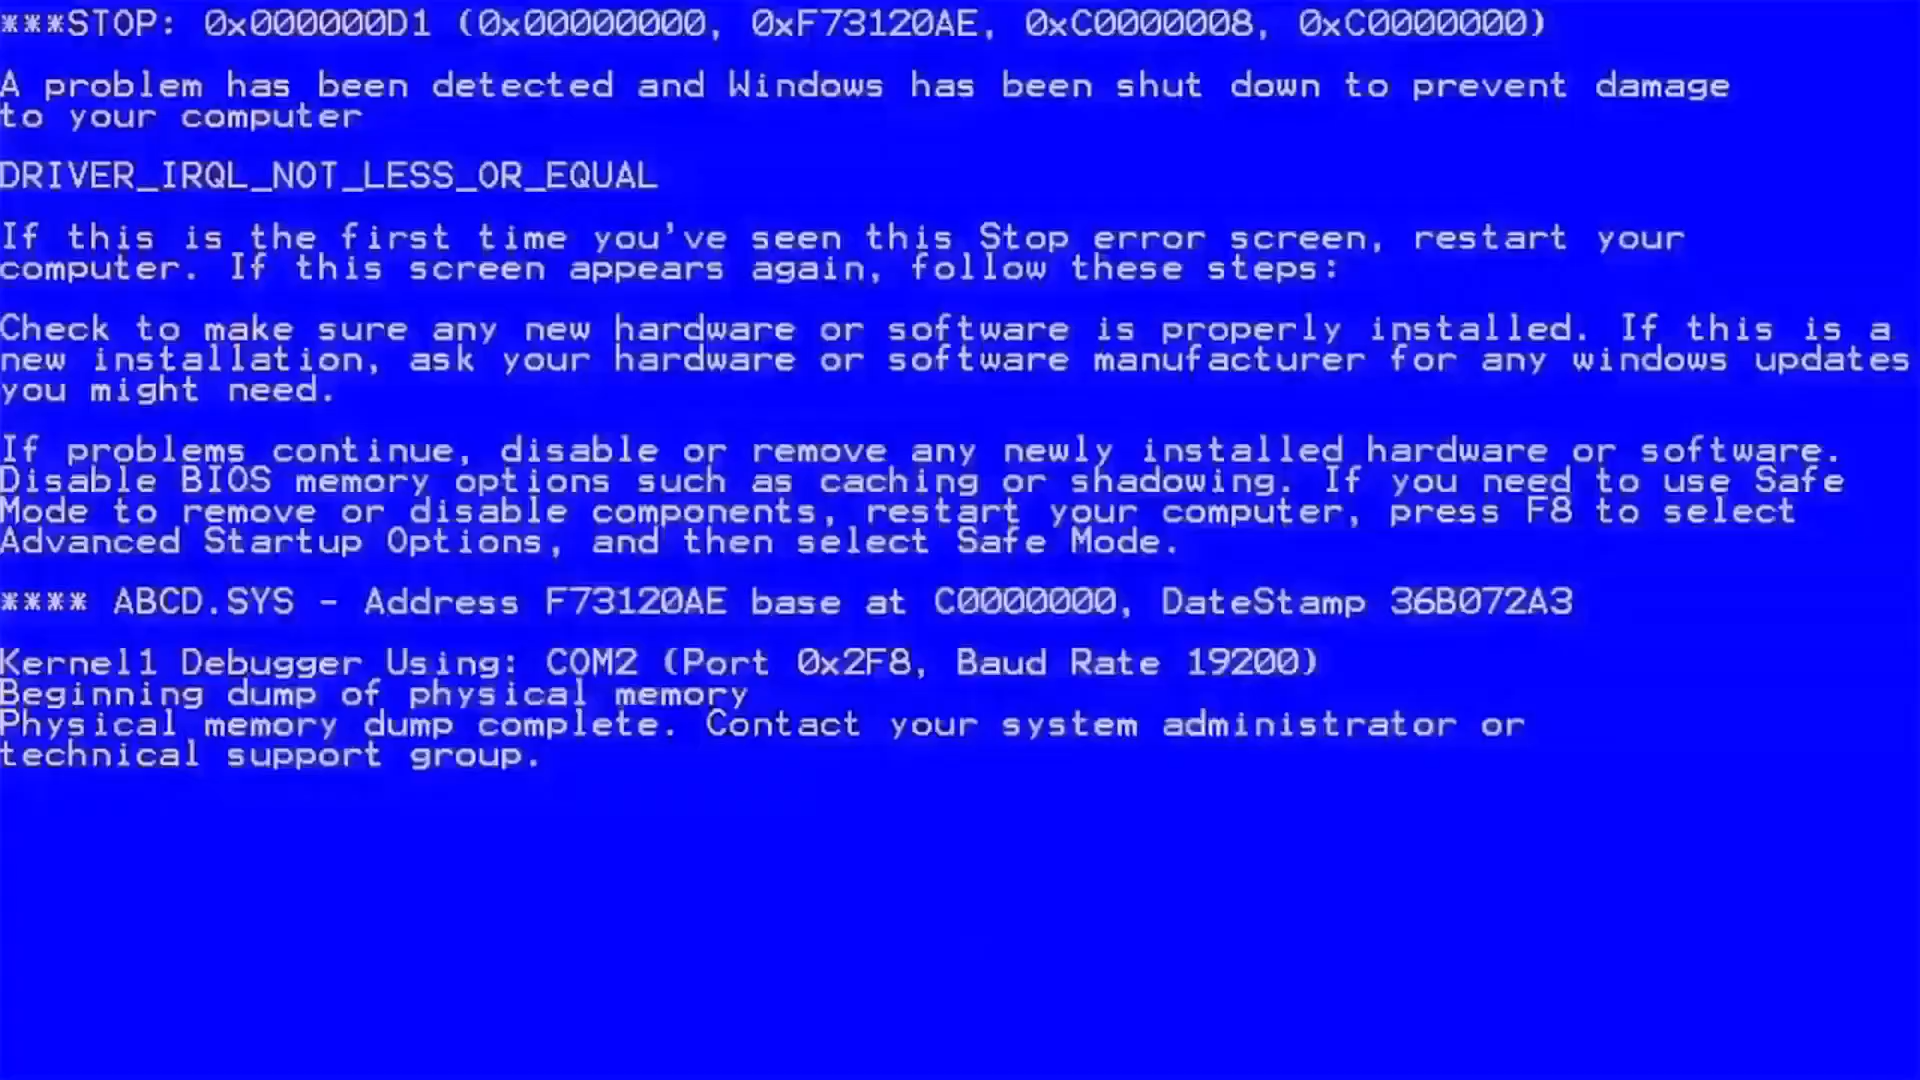 ***STOP: 0x000000D1 (0x00000000, 0xF73120AE, 0xC0000008, 0xC0000000)
A problem has been detected and Windows has been shut down to prevent damage
to your computer
DRIVER_IRQL_NOT_LESS_OR_EQUAL
If this is the first time you've seen this Stop error screen, restart your
computer. If this screen appears again, follow these steps:
Check to make sure any new hardware or software is properly installed. If this is a
new installation, ask your hardware or software manufacturer for any windows updates
you might need.
If problems continue, disable or remove any newly installed hardware or software.
Disable BIOS memory options such as caching or shadowing. If you need to use Safe
Mode to remove or disable components, restart your computer, press F8 to select
Advanced Startup Options, and then select Safe Mode.
**** ABCD.SYS - Address F73120AE base at C0000000, DateStamp 36B072A3
Kernel1 Debugger Using: COM2 (Port 0x2F8, Baud Rate 19200)
Beginning dump of physical memory
Physical memory dump complete. Contact your system administrator or
technical support group.